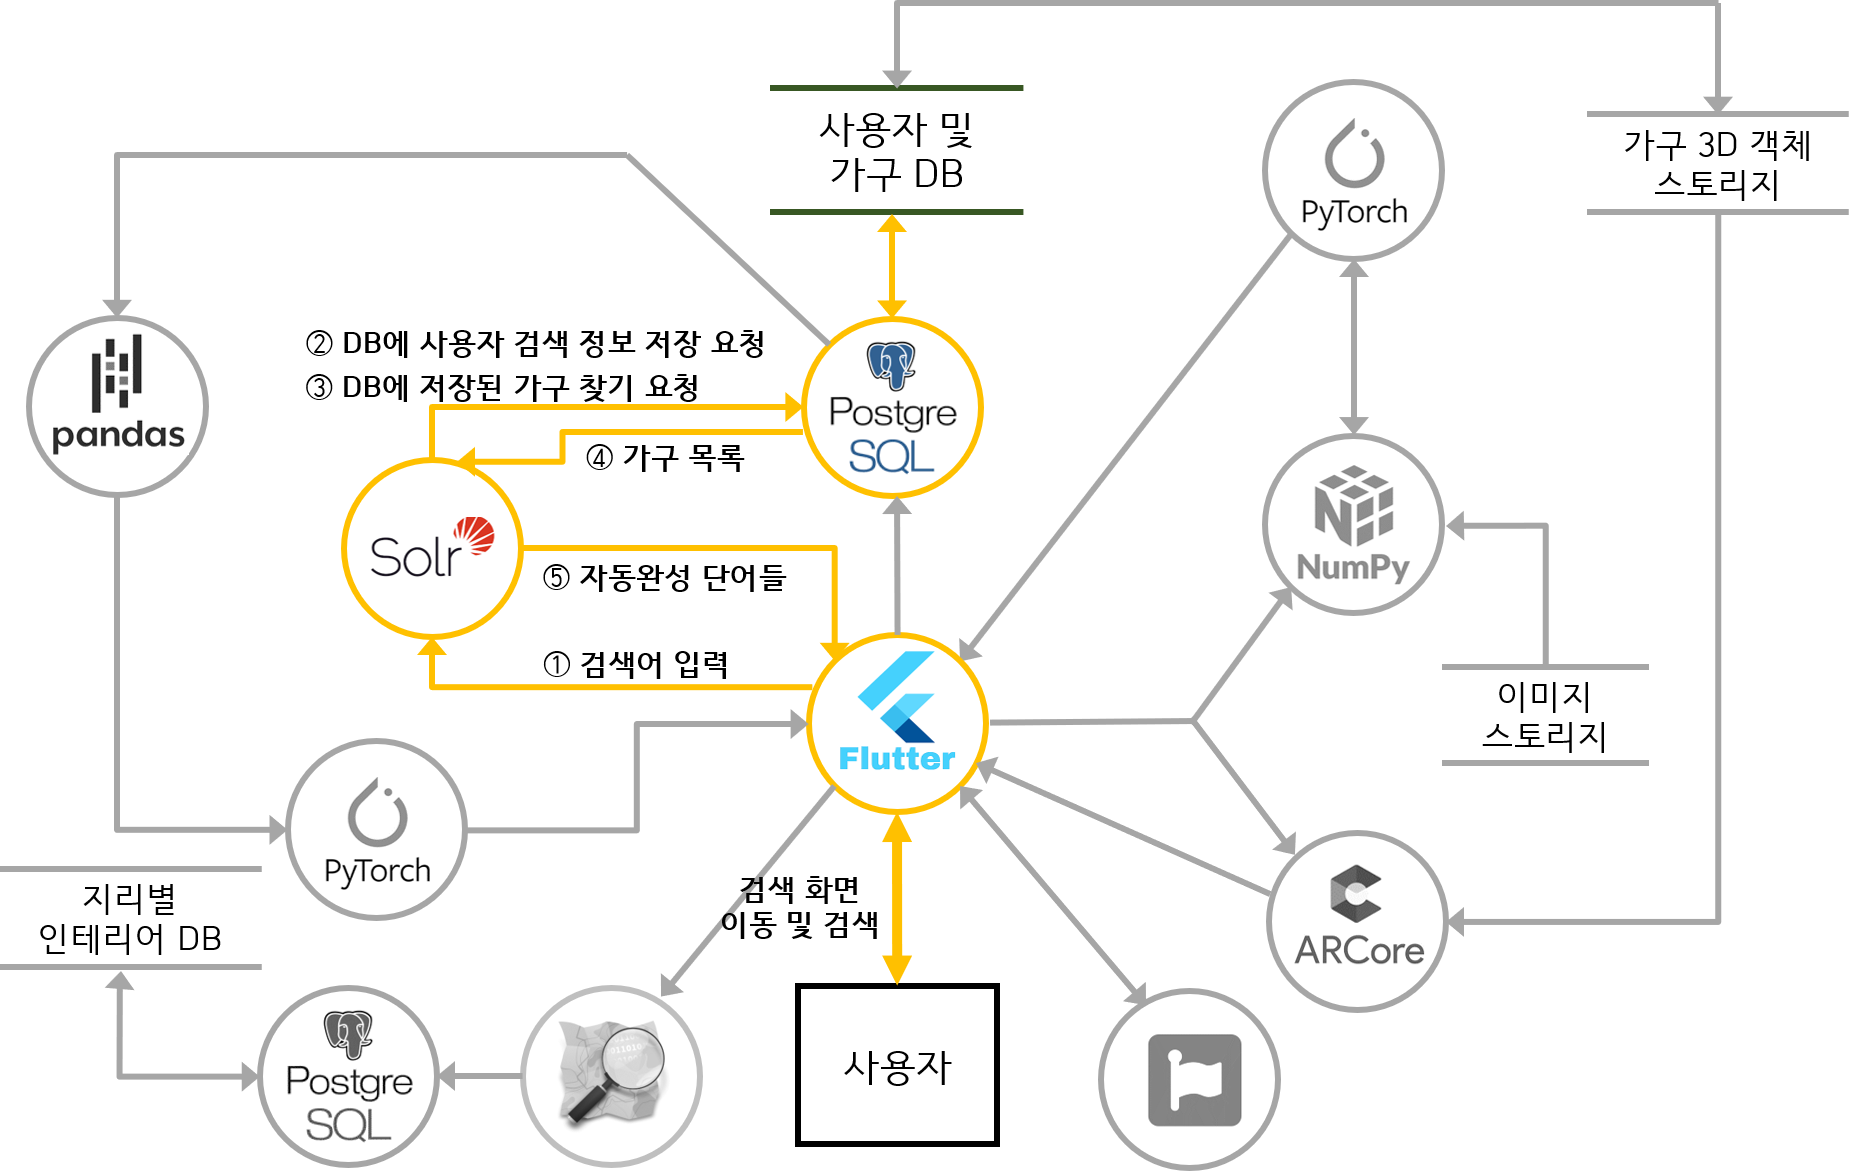 사용자 및
가구 DB
가구 3D 객체
스토리지
PyTorch
② DB에 사용자 검색 정보 저장 요청
③ DB에 저장된 가구 찾기 요청
pandas
Postgre
SQL
④ 가구 목록
Solr
⑤ 자동완성 단어들
NumPy
① 검색어 입력
이미지
스토리지
Flutter
PyTorch
지리별
인테리어 DB
검색 화면
이동 및 검색
ARCore
Postgre
SQL
사용자